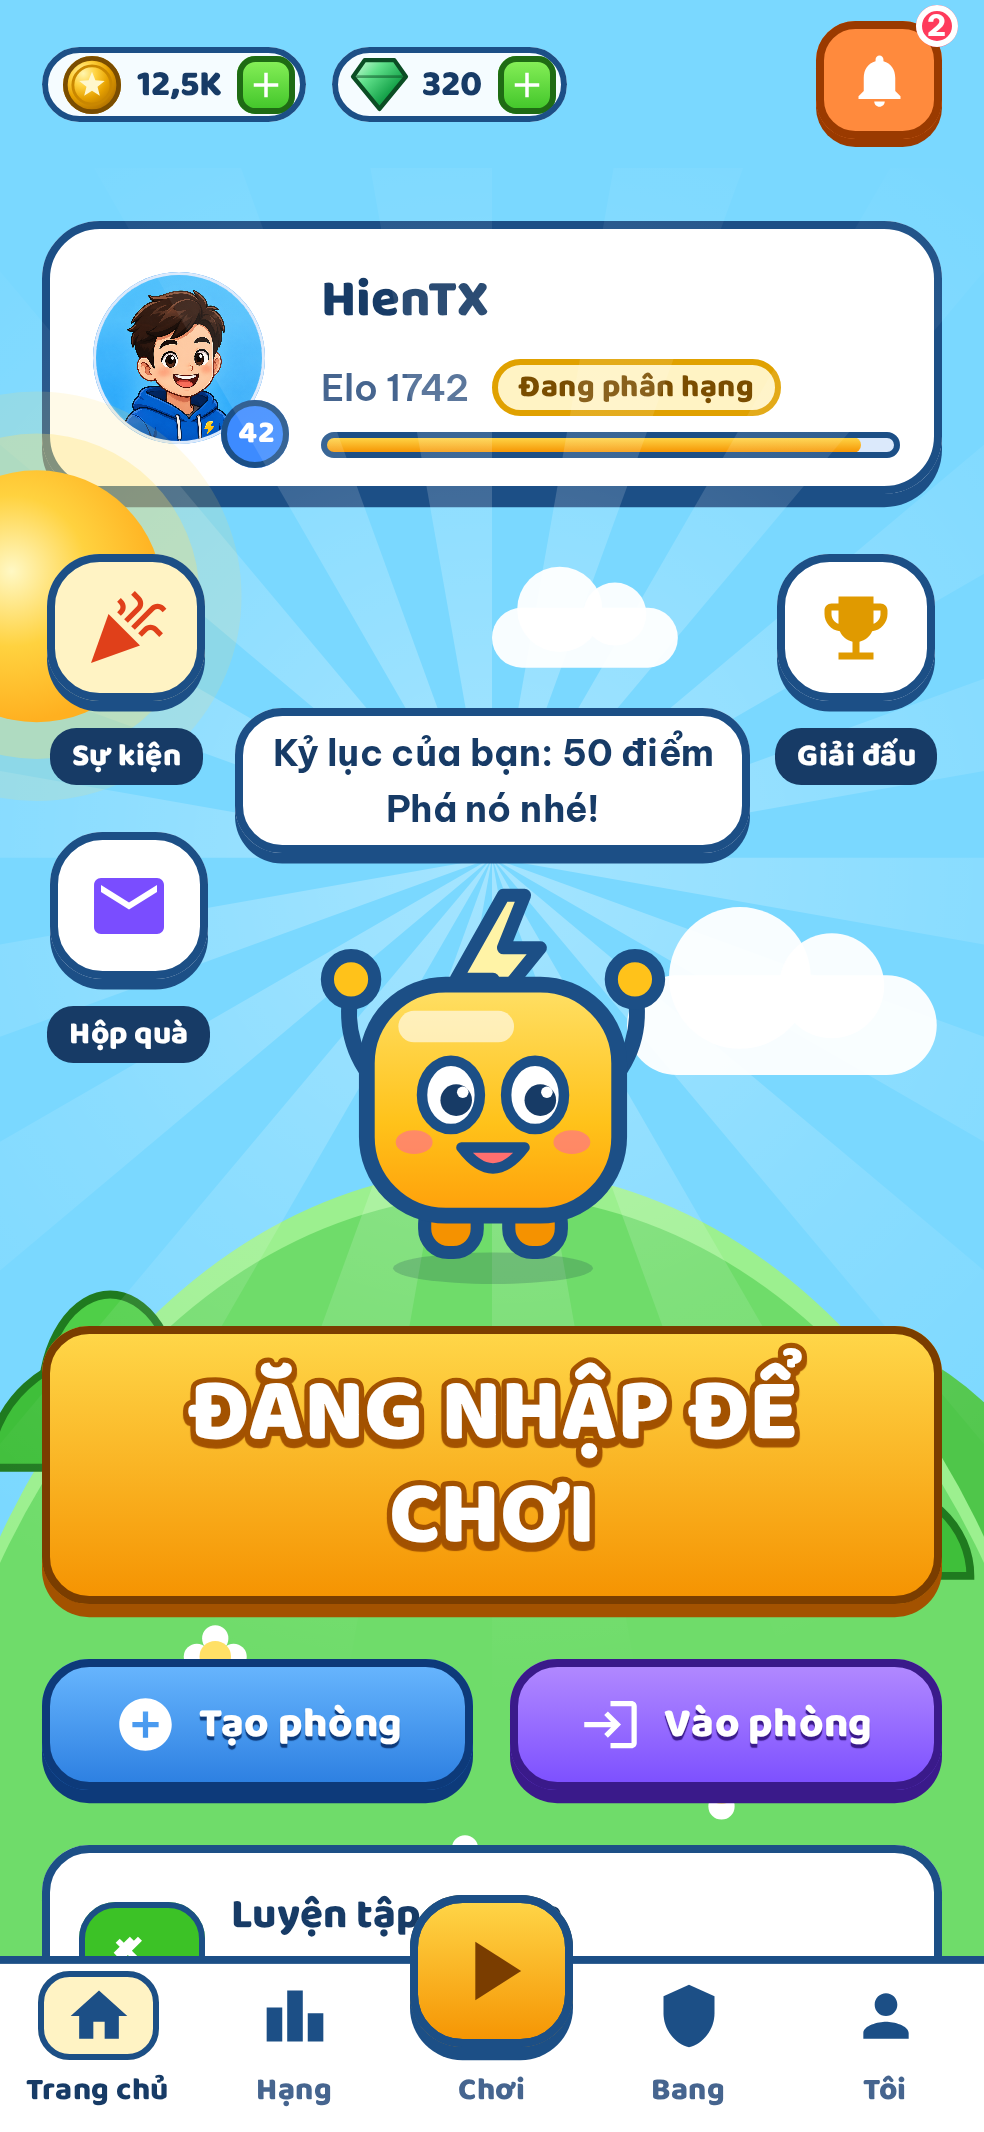 12,5K
320
2
HienTX
Elo 1742
Đang phân hạng
42
Sự kiện
Giải đấu
Kỷ lục của bạn: 50 điểm
Phá nó nhé!
Hộp quà
ĐĂNG NHẬP ĐỂ
CHƠI
Tạo phòng
Vào phòng
Luyện tập
Trang chủ
Hạng
Chơi
Bang
Tôi